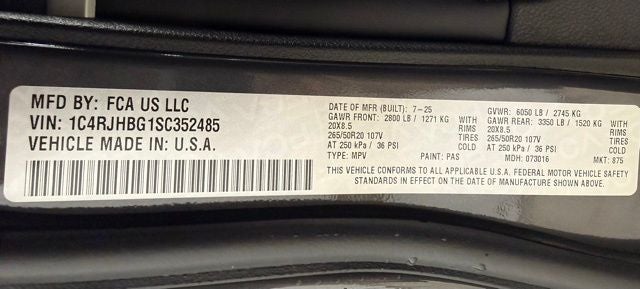 MFD BY: FCA US LLC
VIN: 1C4RJHBG1SC352485
VEHICLE MADE IN: U.S.A.
DATE OF MFR (BUILT): 7-25
GAWR FRONT: 2800 LB / 1271 KG WITH
20X8.5 RIMS
265/50R20 107V TIRES
AT 250 kPa / 36 PSI COLD
TYPE: MPV PAINT: PAS
GVWR: 6050 LB / 2745 KG
GAWR REAR: 3350 LB / 1520 KG WITH
20X8.5 RIMS
265/50R20 107V TIRES
AT 250 kPa / 36 PSI COLD
MDH: 073016 MKT: 875
THIS VEHICLE CONFORMS TO ALL APPLICABLE U.S.A. FEDERAL MOTOR VEHICLE SAFETY
STANDARDS IN EFFECT ON THE DATE OF MANUFACTURE SHOWN ABOVE.